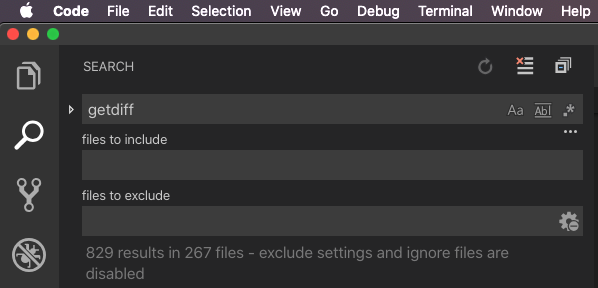 Code File Edit Selection View Go Debug Terminal Window Help
SEARCH
getdiff Aa Abl .*
files to include ...
files to exclude
829 results in 267 files - exclude settings and ignore files are
disabled